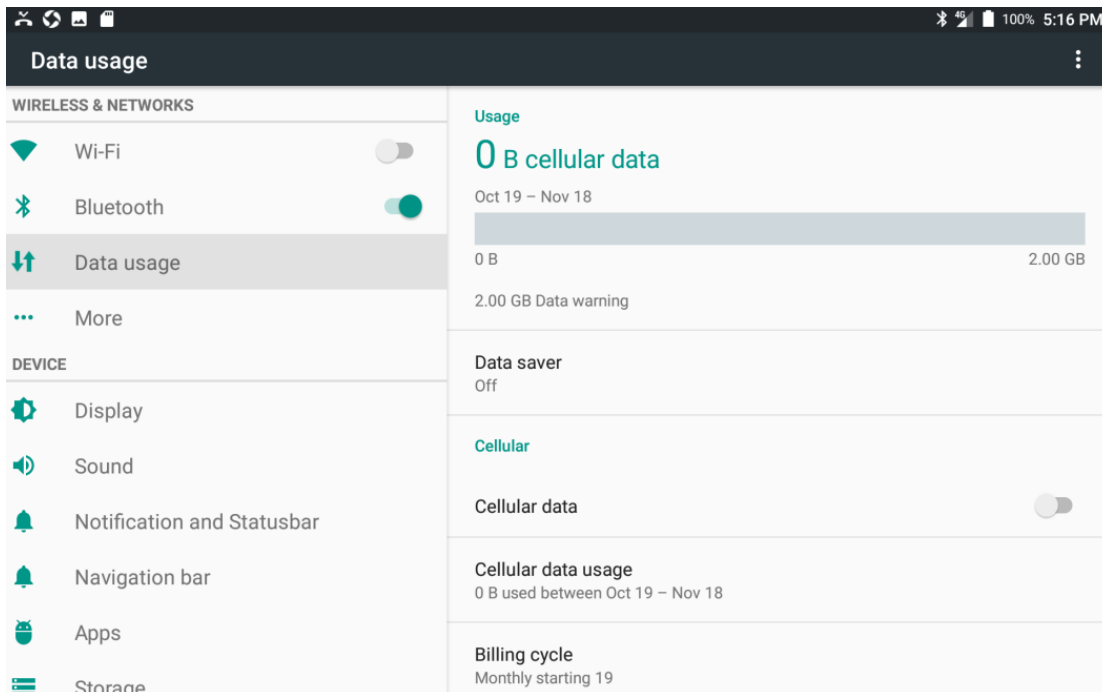 4G 100% 5:16 PM
Data usage
WIRELESS & NETWORKS
Wi-Fi
Bluetooth
Data usage
More
DEVICE
Display
Sound
Notification and Statusbar
Navigation bar
Apps
Storage
Usage
0 B cellular data
Oct 19 – Nov 18
0 B 2.00 GB
2.00 GB Data warning
Data saver
Off
Cellular
Cellular data
Cellular data usage
0 B used between Oct 19 – Nov 18
Billing cycle
Monthly starting 19